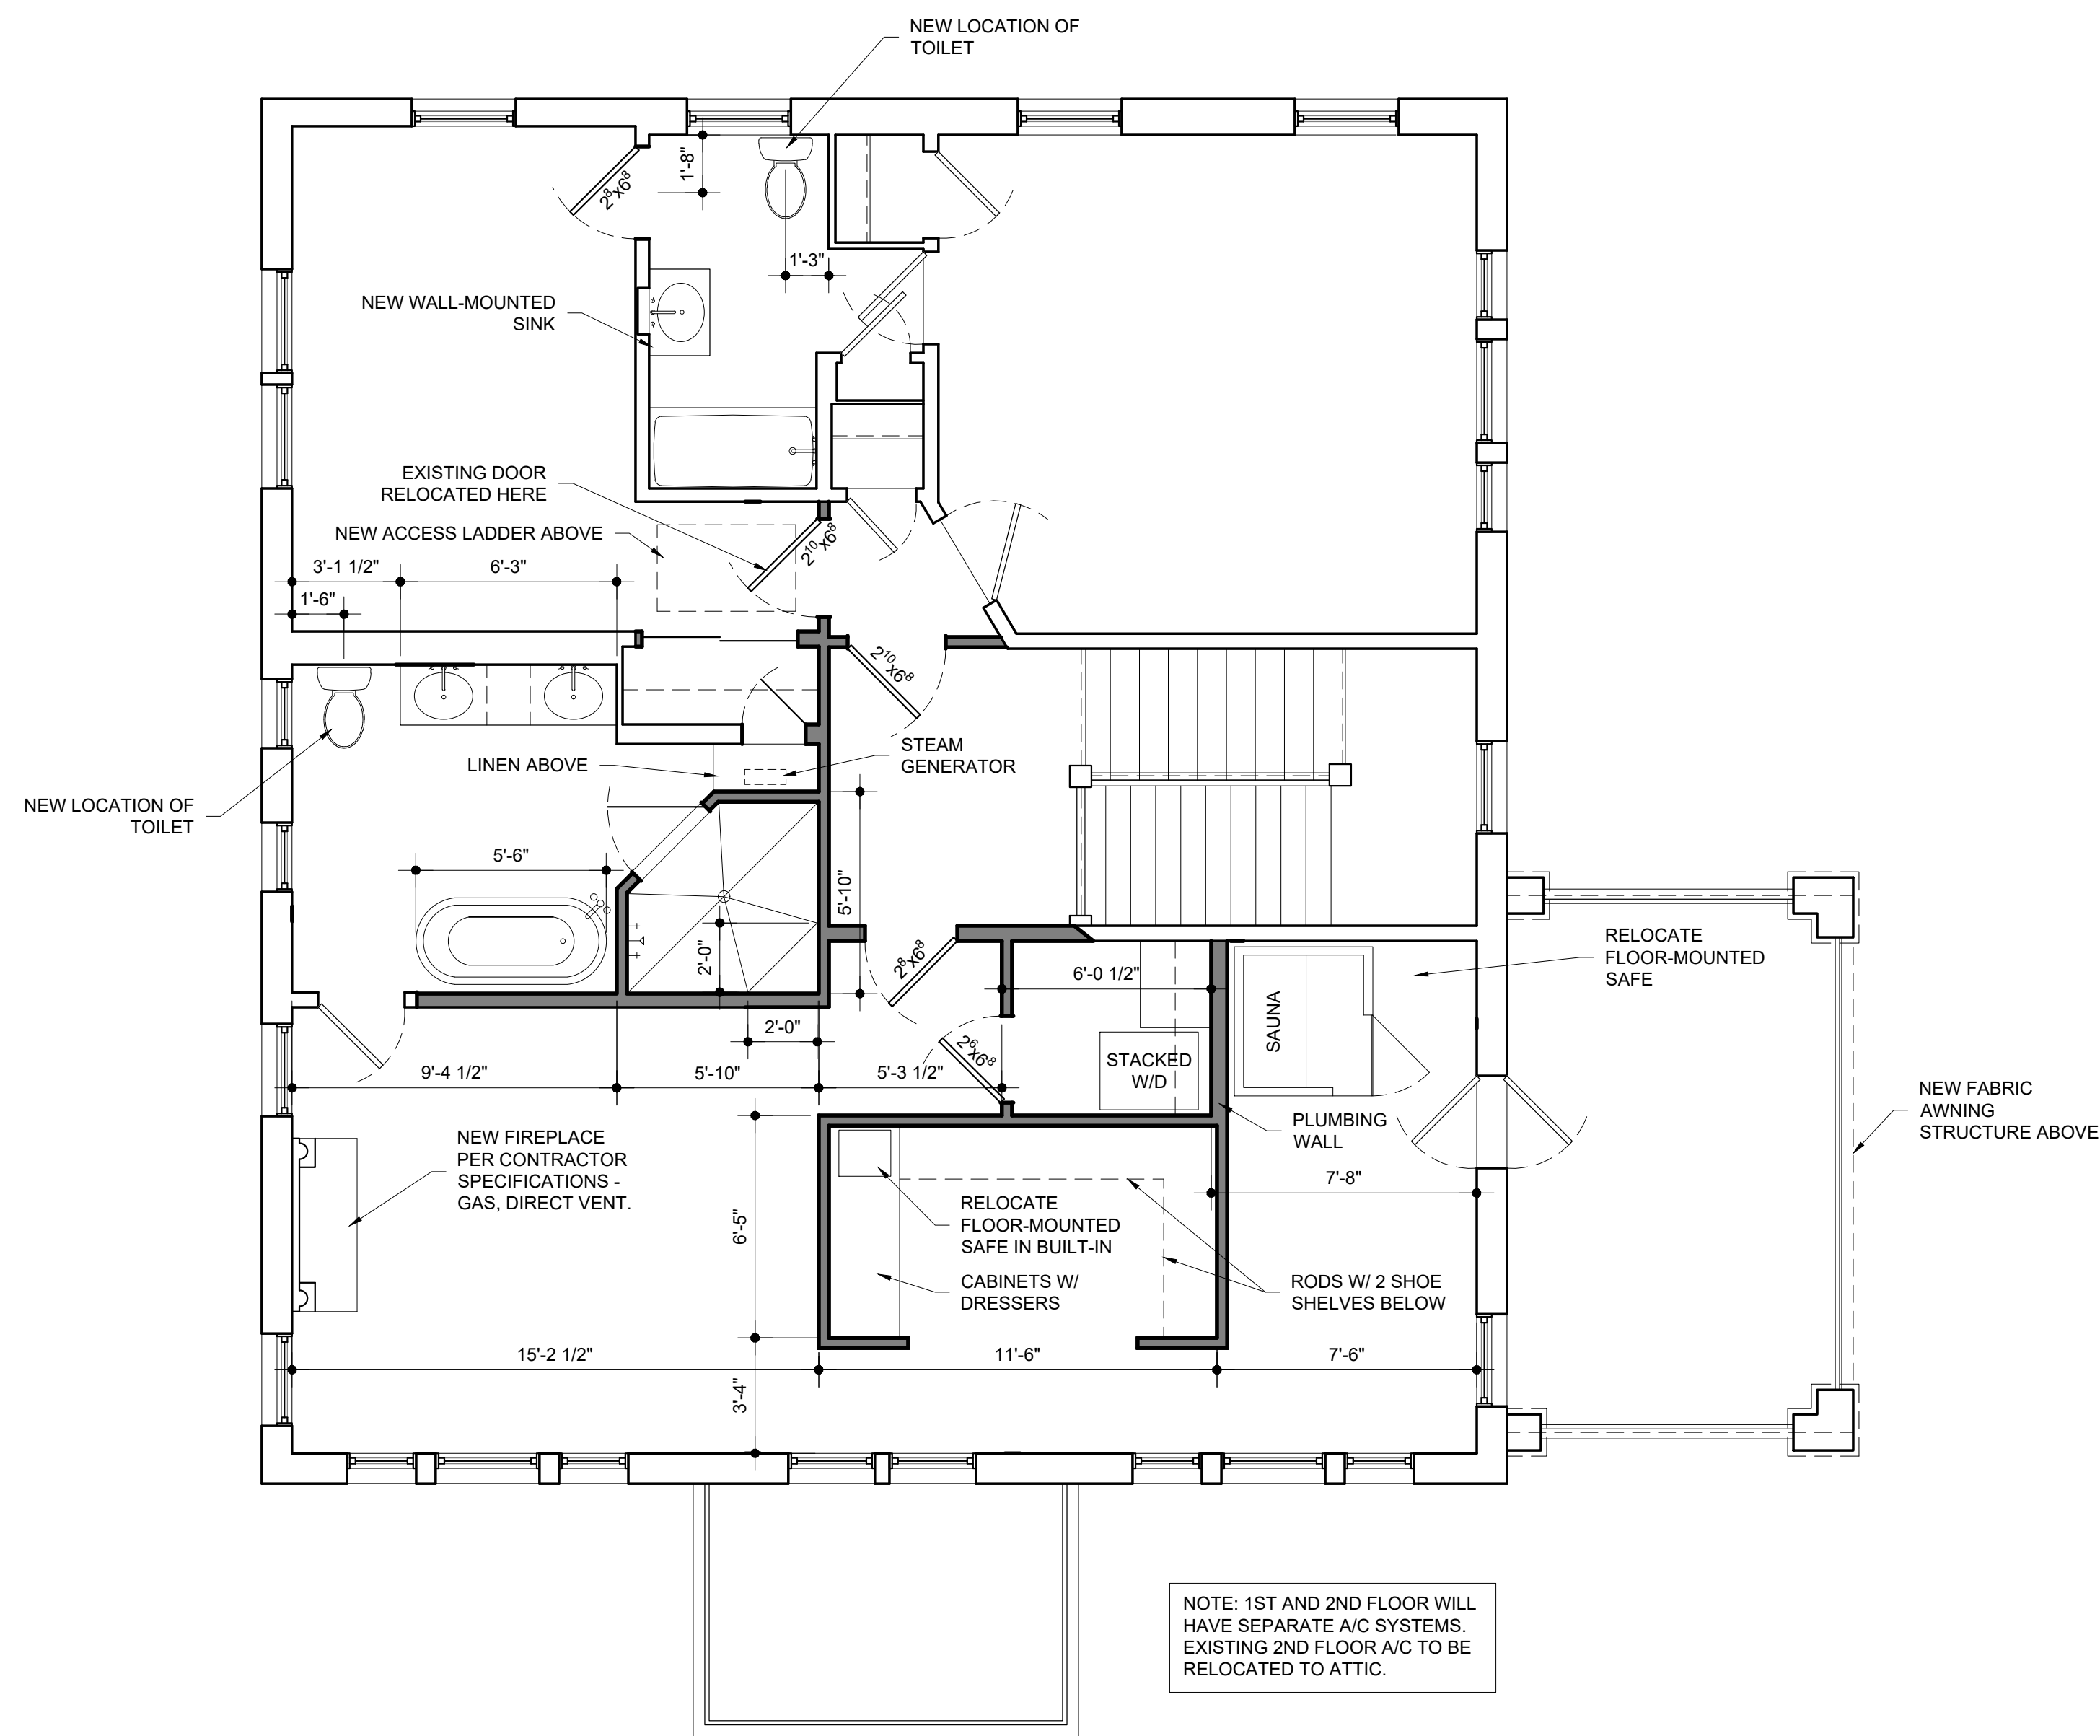 NEW LOCATION OF
TOILET
1'-8"
2⁸x6⁸
1'-3"
NEW WALL-MOUNTED
SINK
EXISTING DOOR
RELOCATED HERE
NEW ACCESS LADDER ABOVE
2¹⁰x6⁸
3'-1 1/2"
6'-3"
1'-6"
2¹⁰x6⁸
STEAM
GENERATOR
LINEN ABOVE
NEW LOCATION OF
TOILET
5'-6"
5'-10"
2'-0"
2⁸x6⁸
6'-0 1/2"
RELOCATE
FLOOR-MOUNTED
SAFE
SAUNA
2'-0"
2⁶x6⁸
STACKED
W/D
9'-4 1/2"
5'-10"
5'-3 1/2"
PLUMBING
WALL
NEW FABRIC
AWNING
STRUCTURE ABOVE
NEW FIREPLACE
PER CONTRACTOR
SPECIFICATIONS -
GAS, DIRECT VENT.
7'-8"
6'-5"
RELOCATE
FLOOR-MOUNTED
SAFE IN BUILT-IN
CABINETS W/
DRESSERS
RODS W/ 2 SHOE
SHELVES BELOW
15'-2 1/2"
11'-6"
7'-6"
3'-4"
NOTE: 1ST AND 2ND FLOOR WILL
HAVE SEPARATE A/C SYSTEMS.
EXISTING 2ND FLOOR A/C TO BE
RELOCATED TO ATTIC.